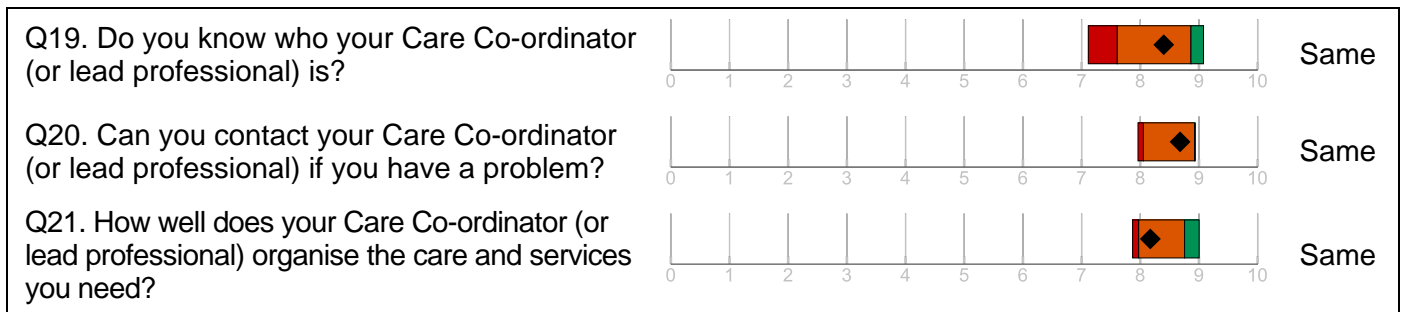 Q19. Do you know who your Care Co-ordinator
(or lead professional) is?
0 1 2 3 4 5 6 7 8 9 10
Same
Q20. Can you contact your Care Co-ordinator
(or lead professional) if you have a problem?
0 1 2 3 4 5 6 7 8 9 10
Same
Q21. How well does your Care Co-ordinator (or
lead professional) organise the care and services
you need?
0 1 2 3 4 5 6 7 8 9 10
Same